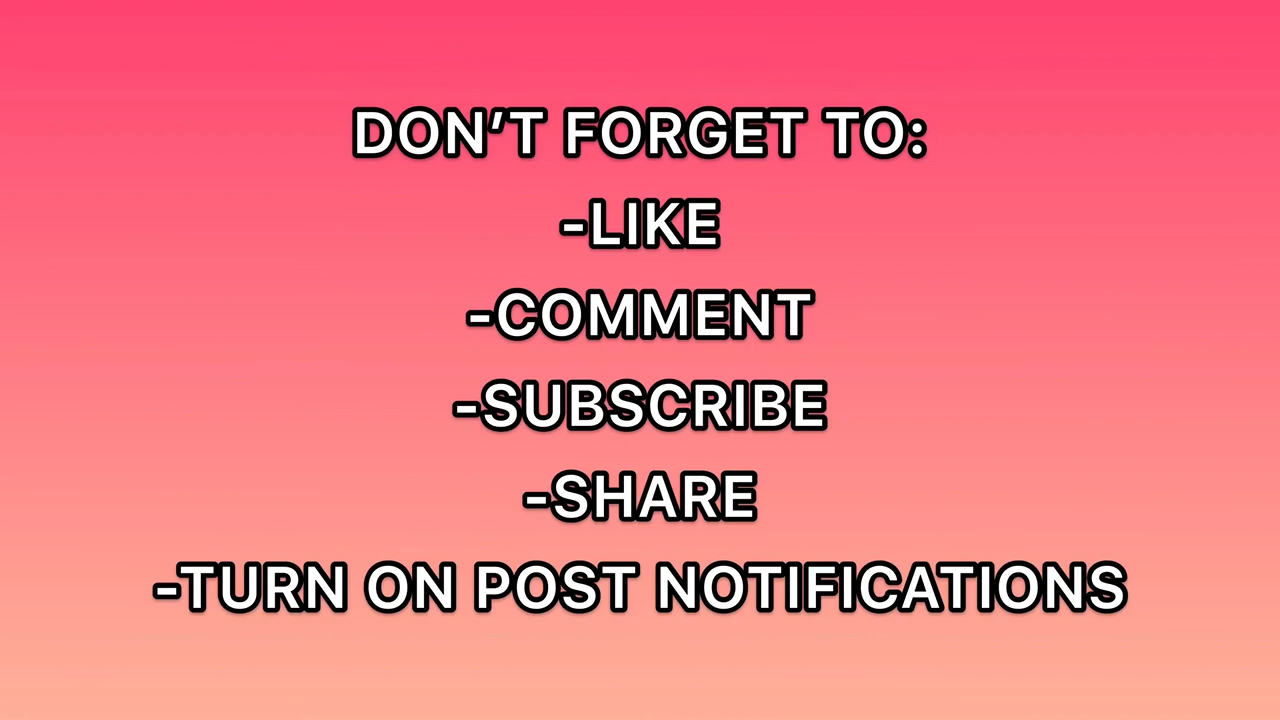 DON’T FORGET TO:
-LIKE
-COMMENT
-SUBSCRIBE
-SHARE
-TURN ON POST NOTIFICATIONS